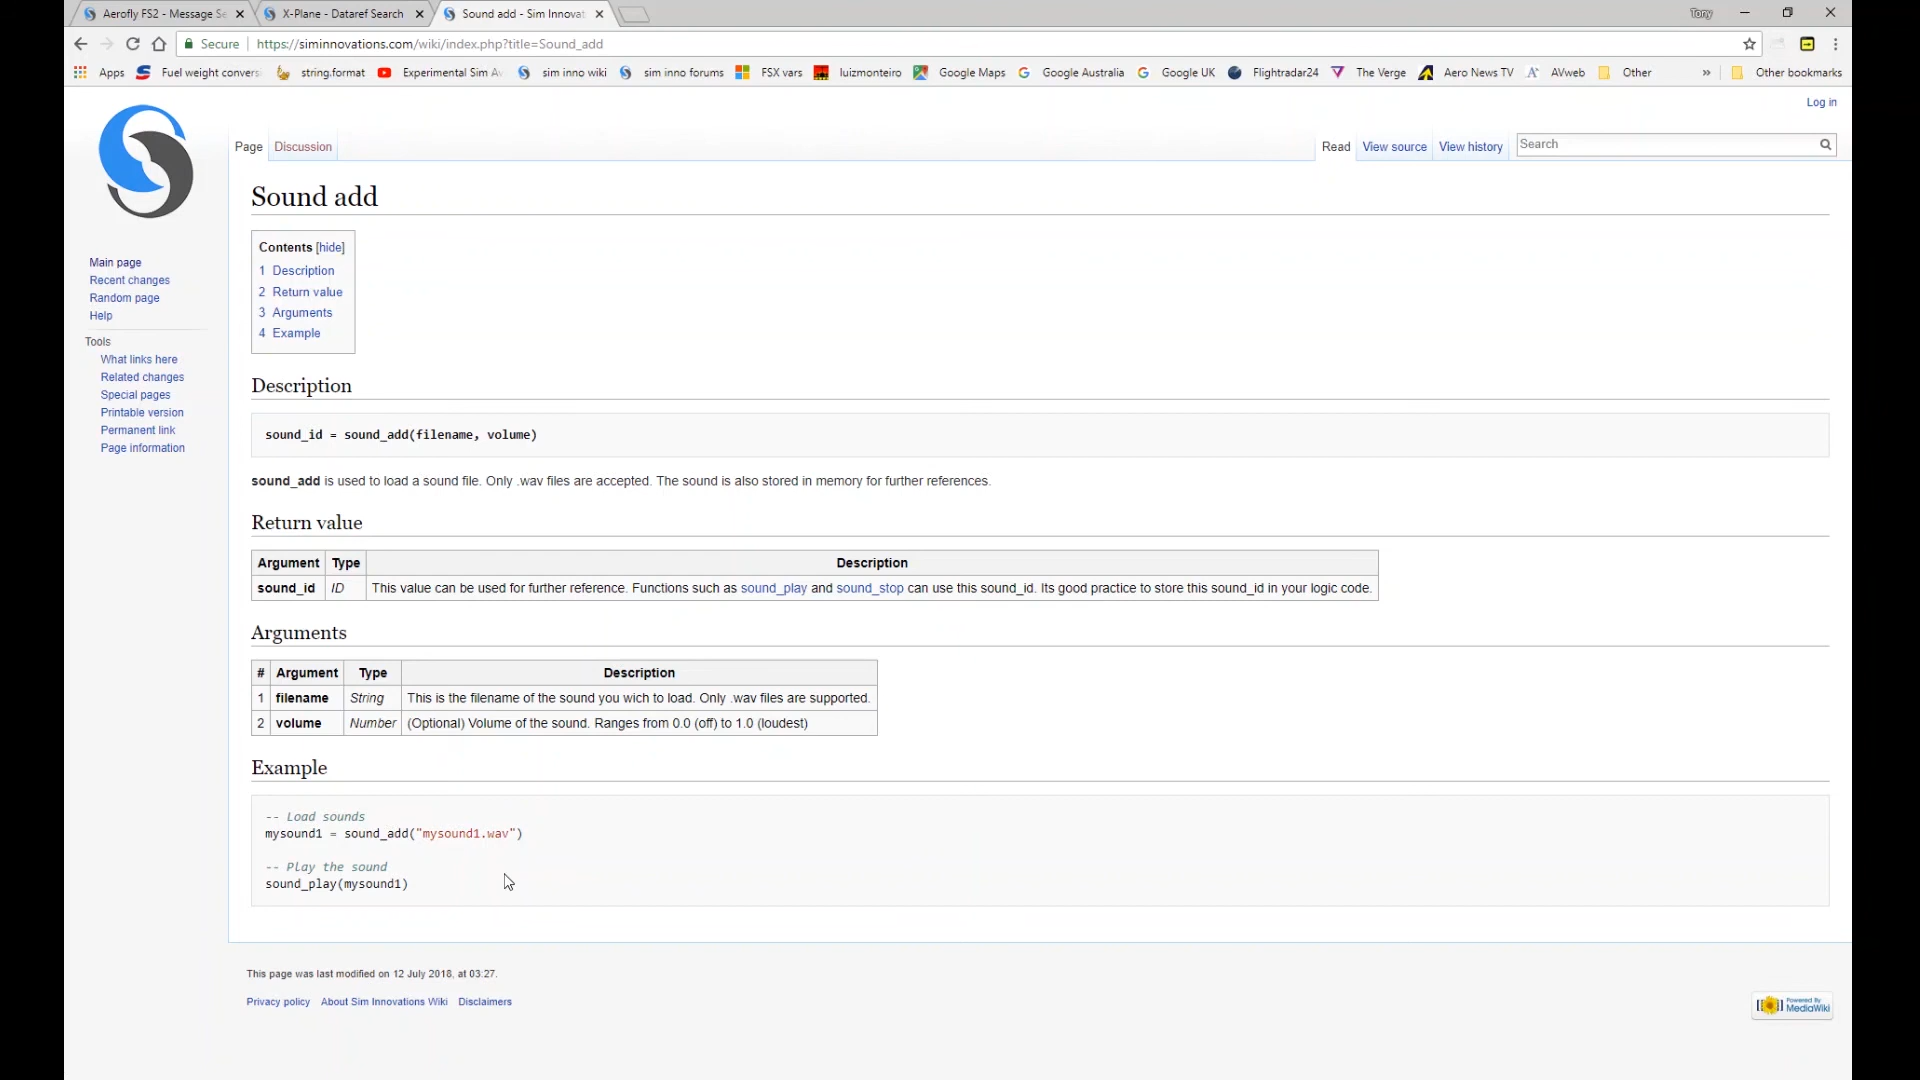 Aerofly FS2 - Message Se
X-Plane - Dataref Search
Sound add - Sim Innovat
Tony
Secure
https://siminnovations.com/wiki/index.php?title=Sound_add
Apps
Fuel weight convers
string.format
Experimental Sim Av
sim inno wiki
sim inno forums
FSX vars
luizmonteiro
Google Maps
Google Australia
Google UK
Flightradar24
The Verge
Aero News TV
AVweb
Other
»
Other bookmarks
Log in
Page
Discussion
Read
View source
View history
Search
Main page
Recent changes
Random page
Help
Tools
What links here
Related changes
Special pages
Printable version
Permanent link
Page information
Sound add
Contents [hide]
1 Description
2 Return value
3 Arguments
4 Example
Description
sound_id = sound_add(filename, volume)
sound_add is used to load a sound file. Only .wav files are accepted. The sound is also stored in memory for further references.
Return value
Argument Type Description
sound_id ID This value can be used for further reference. Functions such as sound_play and sound_stop can use this sound_id. Its good practice to store this sound_id in your logic code.
Arguments
# Argument Type Description
1 filename String This is the filename of the sound you wich to load. Only .wav files are supported.
2 volume Number (Optional) Volume of the sound. Ranges from 0.0 (off) to 1.0 (loudest)
Example
-- Load sounds
mysound1 = sound_add("mysound1.wav")
-- Play the sound
sound_play(mysound1)
This page was last modified on 12 July 2018, at 03:27.
Privacy policy
About Sim Innovations Wiki
Disclaimers
Powered By
MediaWiki